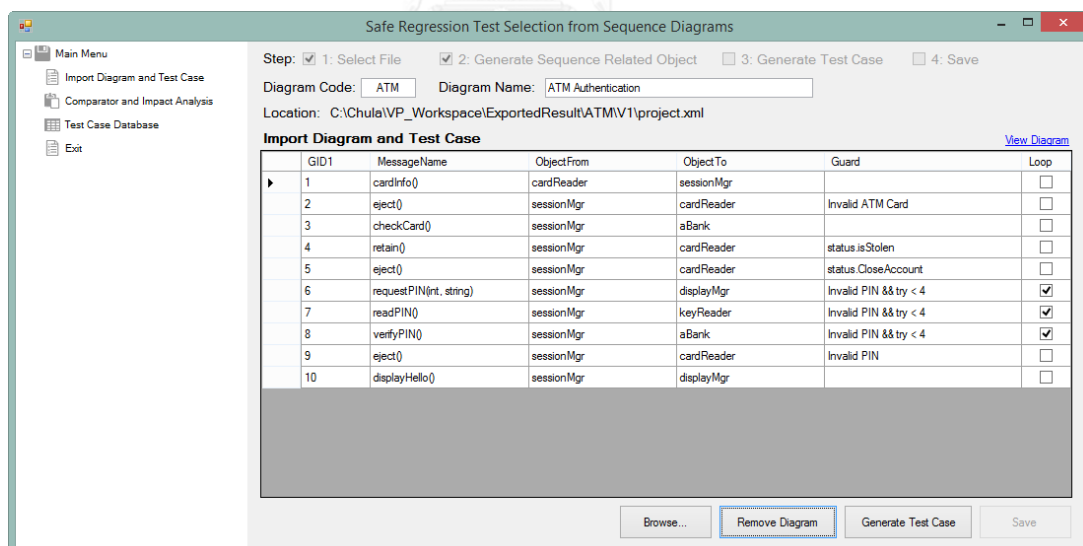 Safe Regression Test Selection from Sequence Diagrams
Main Menu
Import Diagram and Test Case
Comparator and Impact Analysis
Test Case Database
Exit
Step: 1: Select File 2: Generate Sequence Related Object 3: Generate Test Case 4: Save
Diagram Code: ATM Diagram Name: ATM Authentication
Location: C:\Chula\VP_Workspace\ExportedResult\ATM\V1\project.xml
Import Diagram and Test Case View Diagram
GID1 MessageName ObjectFrom ObjectTo Guard Loop
1 cardInfo() cardReader sessionMgr
2 eject() sessionMgr cardReader Invalid ATM Card
3 checkCard() sessionMgr aBank
4 retain() sessionMgr cardReader status.isStolen
5 eject() sessionMgr cardReader status.CloseAccount
6 requestPIN(int, string) sessionMgr displayMgr Invalid PIN && try < 4
7 readPIN() sessionMgr keyReader Invalid PIN && try < 4
8 verifyPIN() sessionMgr aBank Invalid PIN && try < 4
9 eject() sessionMgr cardReader Invalid PIN
10 displayHello() sessionMgr displayMgr
Browse... Remove Diagram Generate Test Case Save